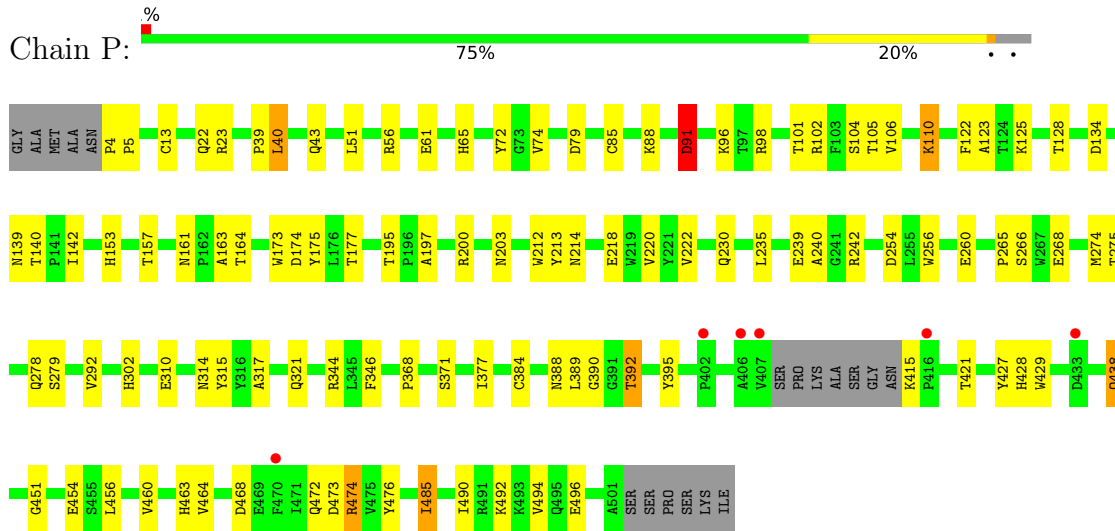 .%
Chain P:
75% 20% • •
GLY ALA MET ALA ASN P4 P5 C13 Q22 R23 P39 L40 Q43 L51 R56 E61 H65 Y72 G73 V74 D79 C85 K88 D91 K96 T97 R98 T101 R102 F103 S104 T105 V106 K110 F122 A123 T124 K125 T128 D134
N139 T140 P141 I142 H153 T157 N161 P162 A163 T164 W173 D174 Y175 L176 T177 T195 P196 A197 R200 N203 W212 Y213 N214 E218 W219 V220 Y221 V222 Q230 L235 E239 A240 G241 R242 D254 L255 W256 E260 P265 S266 W267 E268 M274 T275
Q278 S279 V292 H302 E310 N314 Y315 Y316 A317 Q321 R344 L345 F346 P368 S371 I377 C384 N388 L389 G390 G391 T392 Y395 P402 A406 V407 SER PRO LYS ALA SER GLY ASN K415 P416 T421 Y427 H428 W429 D433
G451 E454 S455 L456 V460 H463 V464 D468 E469 F470 I471 Q472 D473 R474 V475 Y476 I485 I490 R491 K492 K493 V494 Q495 E496 A501 SER SER PRO SER LYS ILE